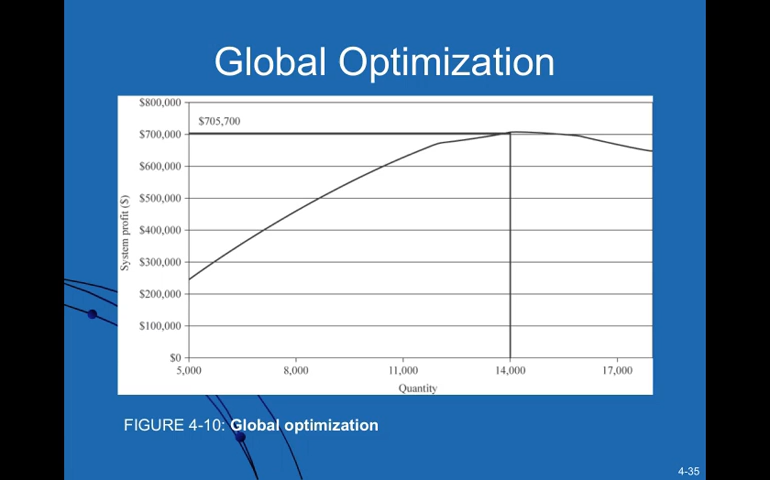 Global Optimization
$800,000
$705,700
$700,000
$600,000
$500,000
$400,000
$300,000
$200,000
$100,000
$0
System profit ($)
5,000 8,000 11,000 14,000 17,000
Quantity
FIGURE 4-10: Global optimization
4-35